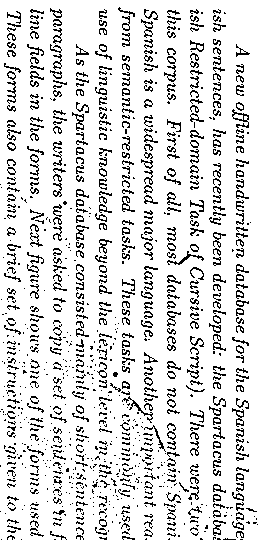 A new offline handwritten database for the Spanish language
ish sentences, has recently been developed: the Spartacus databa
ish Restricted-domain Task of Cursive Script). There were two
this corpus. First of all, most databases do not contain Spani
Spanish is a widespread major language. Another important rea
from semantic-restricted tasks. These tasks are commonly used
use of linguistic knowledge beyond the lexicon level in the recogn
As the Spartacus database consisted mainly of short sentence
paragraphs, the writers were asked to copy a set of sentences in f
line fields in the forms. Next figure shows one of the forms used
These forms also contain a brief set of instructions given to the